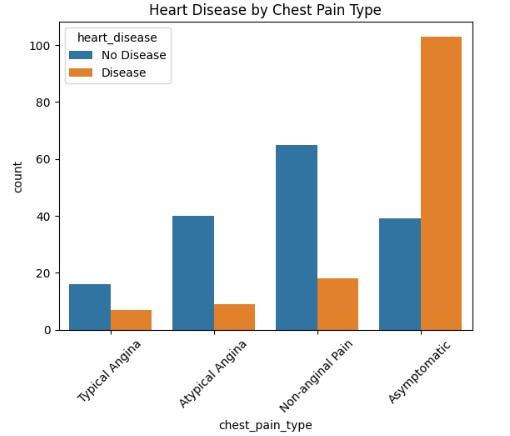 Heart Disease by Chest Pain Type
heart_disease
No Disease
Disease
count
100
80
60
40
20
0
Typical Angina
Atypical Angina
Non-anginal Pain
Asymptomatic
chest_pain_type